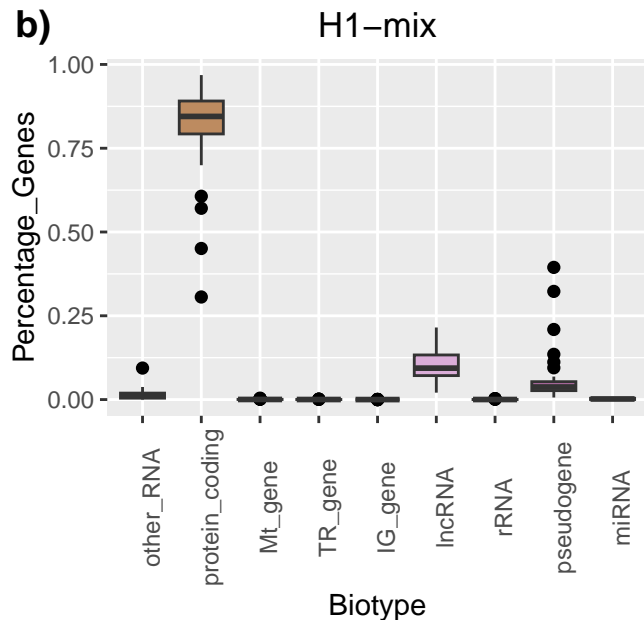 b)
H1−mix
Percentage_Genes
1.00
0.75
0.50
0.25
0.00
other_RNA
protein_coding
Mt_gene
TR_gene
IG_gene
lncRNA
rRNA
pseudogene
miRNA
Biotype